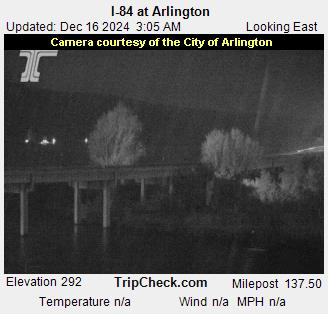 I-84 at Arlington
Updated: Dec 16 2024 3:05 AM Looking East
Camera courtesy of the City of Arlington
Elevation 292 TripCheck.com Milepost 137.50
Temperature n/a Wind n/a MPH n/a